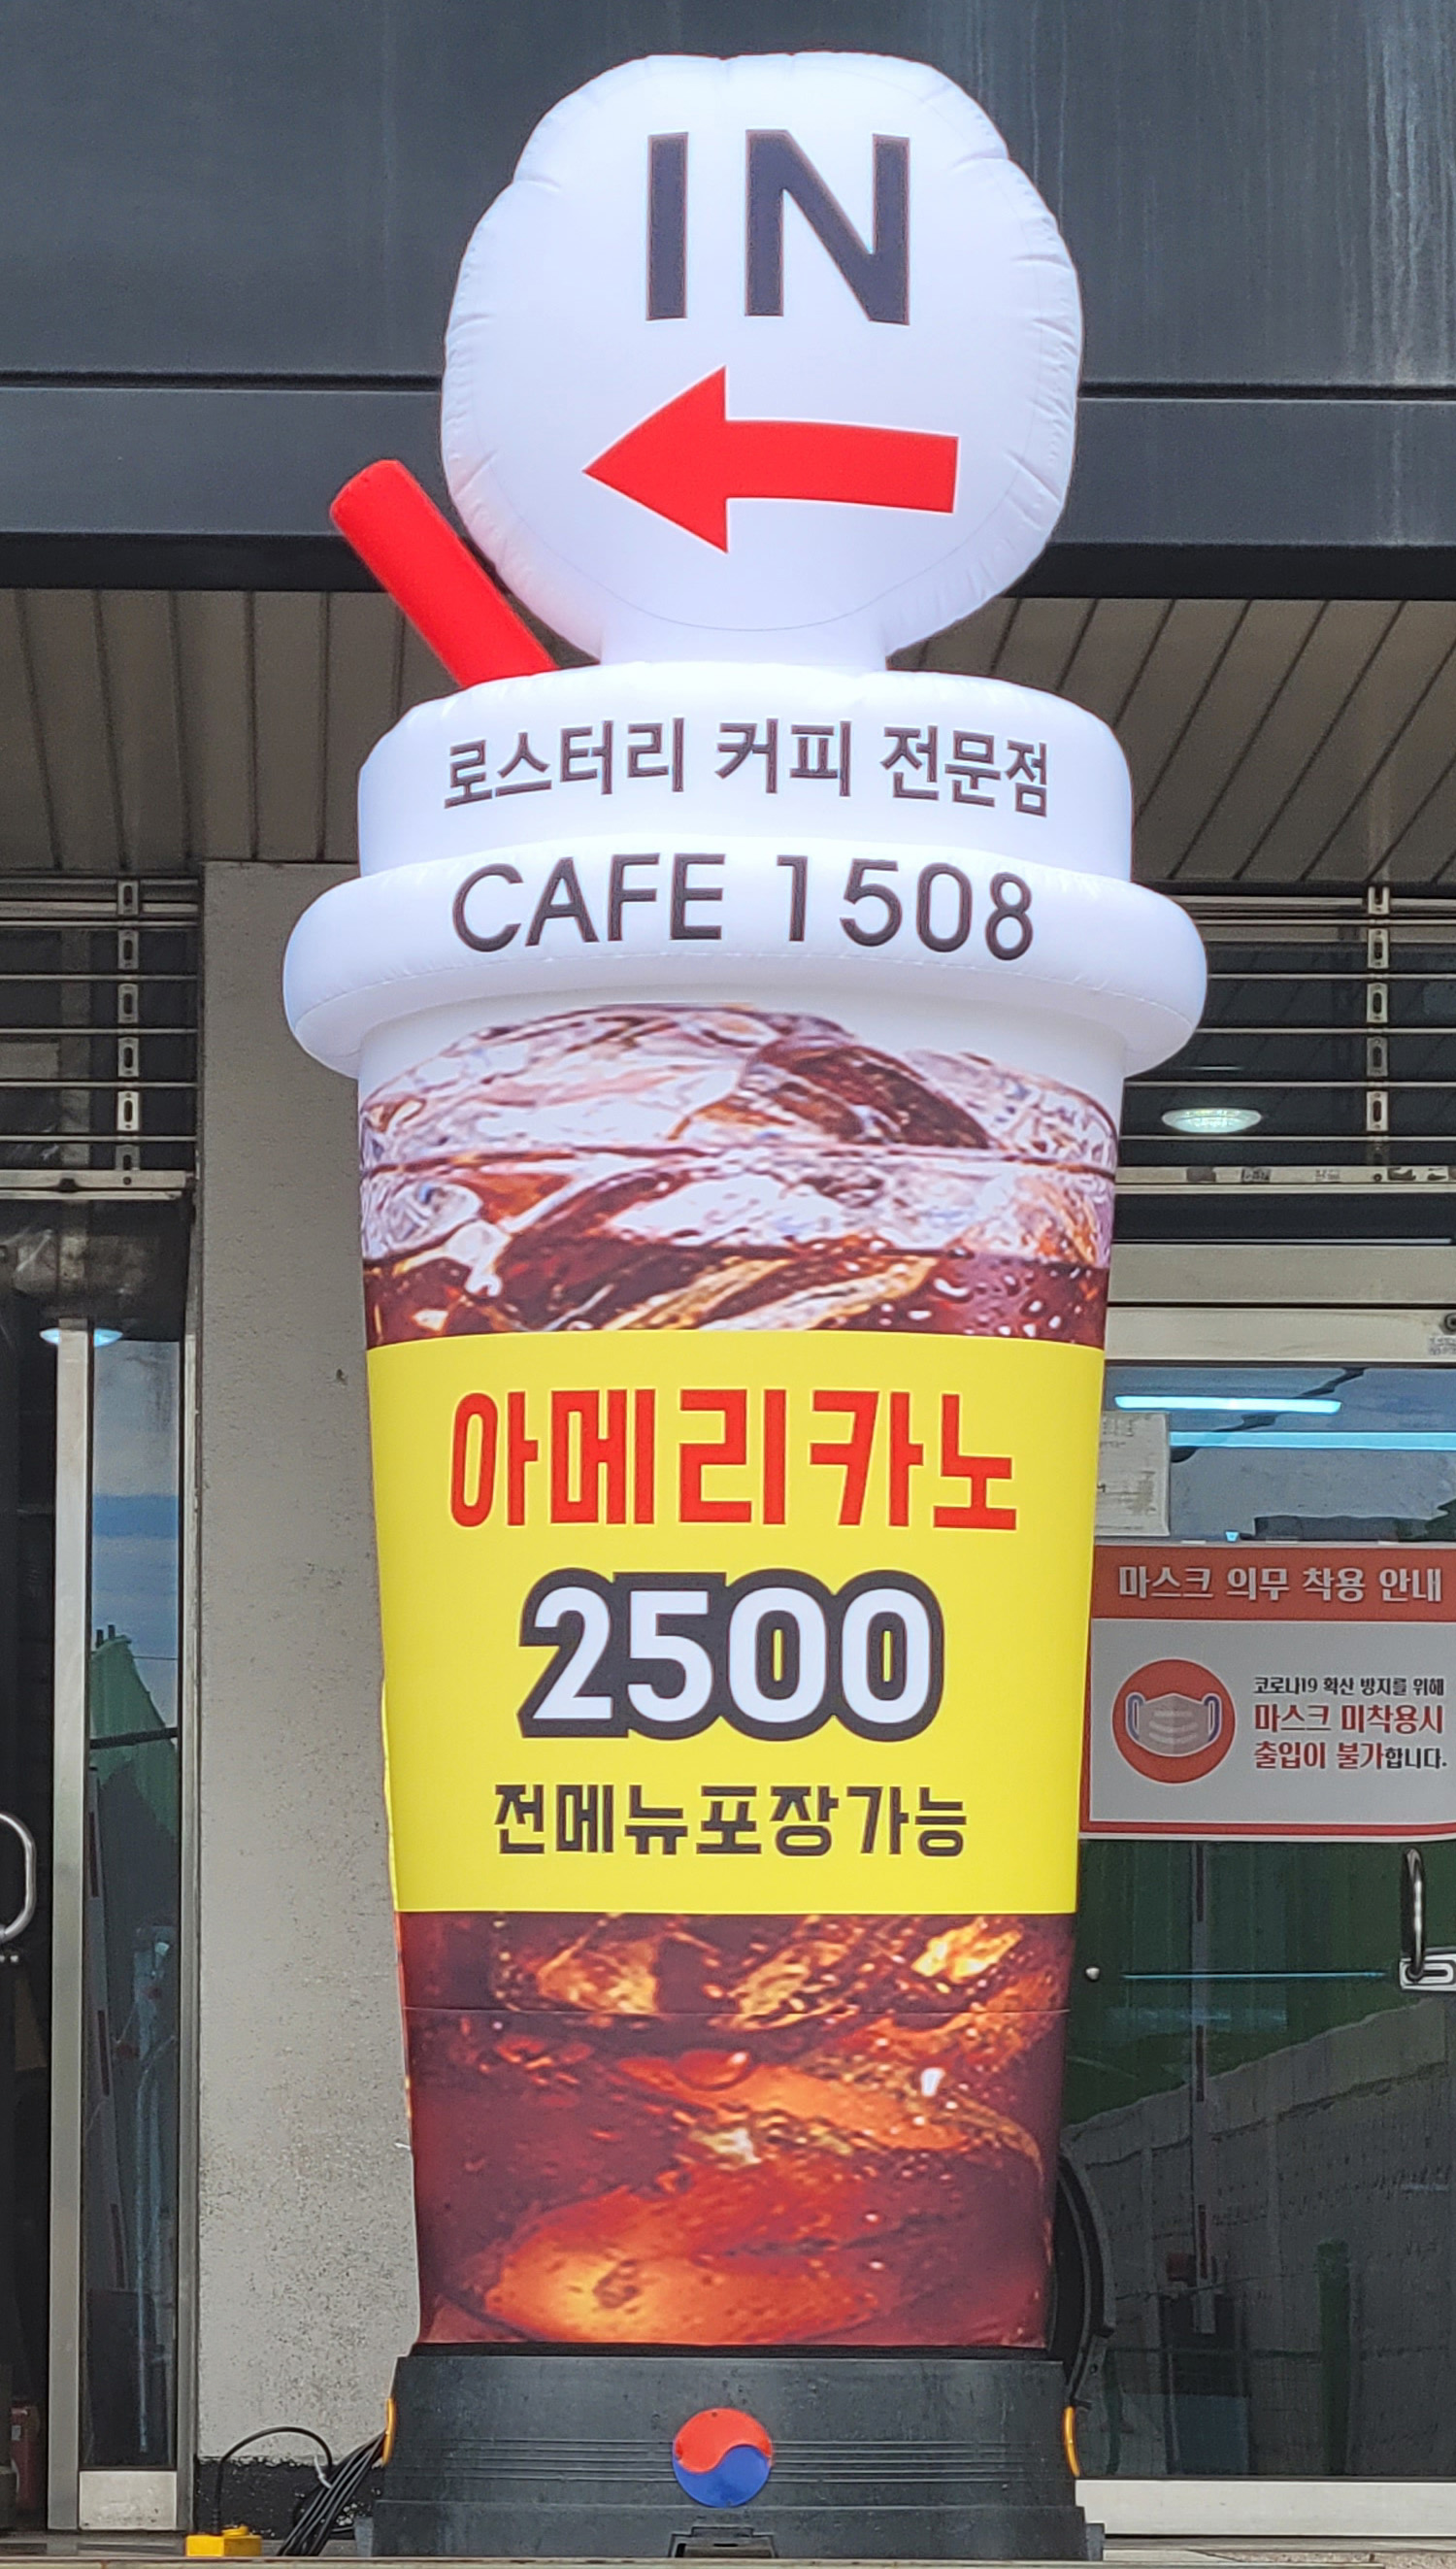 IN
로스터리 커피 전문점
CAFE 1508
아메리카노
2500
전메뉴포장가능
마스크 의무 착용 안내
코로나19 확산 방지를 위해
마스크 미착용시
출입이 불가합니다.